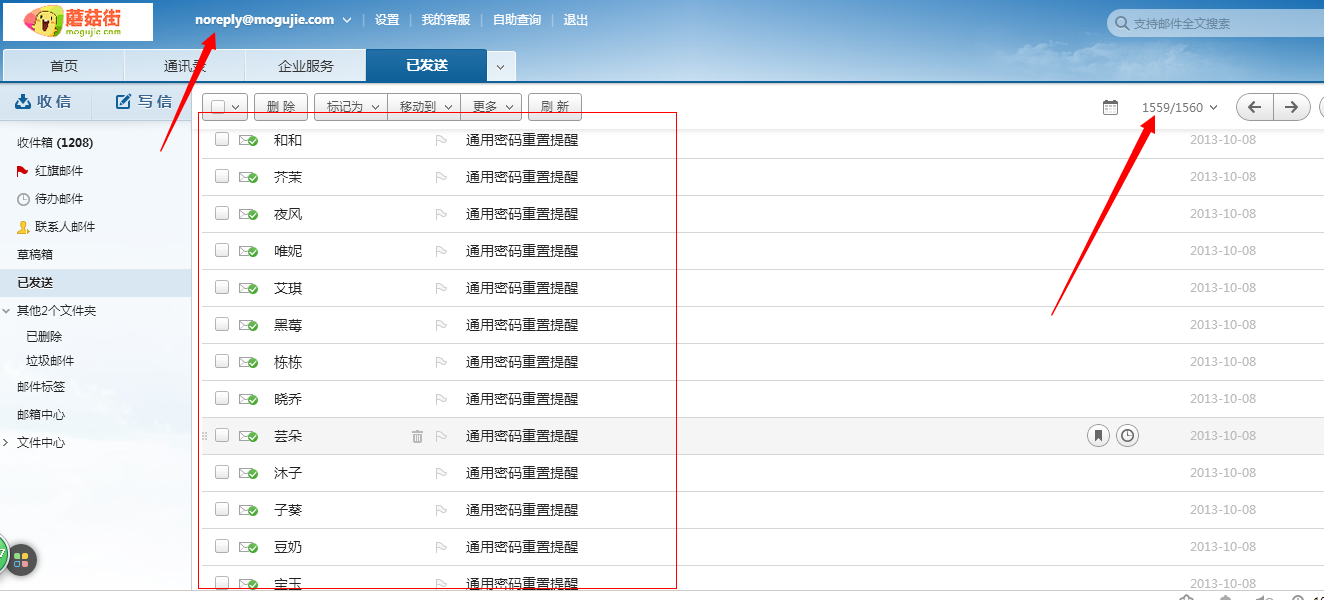 蘑菇街
mogujie.com
noreply@mogujie.com 设置 我的客服 自助查询 退出
支持邮件全文搜索
首页 通讯录 企业服务 已发送
收信 写信
删除 标记为 移动到 更多 刷新
1559/1560
收件箱 (1208)
红旗邮件
待办邮件
联系人邮件
草稿箱
已发送
其他2个文件夹
已删除
垃圾邮件
邮件标签
邮箱中心
文件中心
和和 通用密码重置提醒 2013-10-08
芥茉 通用密码重置提醒 2013-10-08
夜风 通用密码重置提醒 2013-10-08
唯妮 通用密码重置提醒 2013-10-08
艾琪 通用密码重置提醒 2013-10-08
黑莓 通用密码重置提醒 2013-10-08
栋栋 通用密码重置提醒 2013-10-08
晓乔 通用密码重置提醒 2013-10-08
芸朵 通用密码重置提醒 2013-10-08
沐子 通用密码重置提醒 2013-10-08
子葵 通用密码重置提醒 2013-10-08
豆奶 通用密码重置提醒 2013-10-08
宝玉 通用密码重置提醒 2013-10-08
7